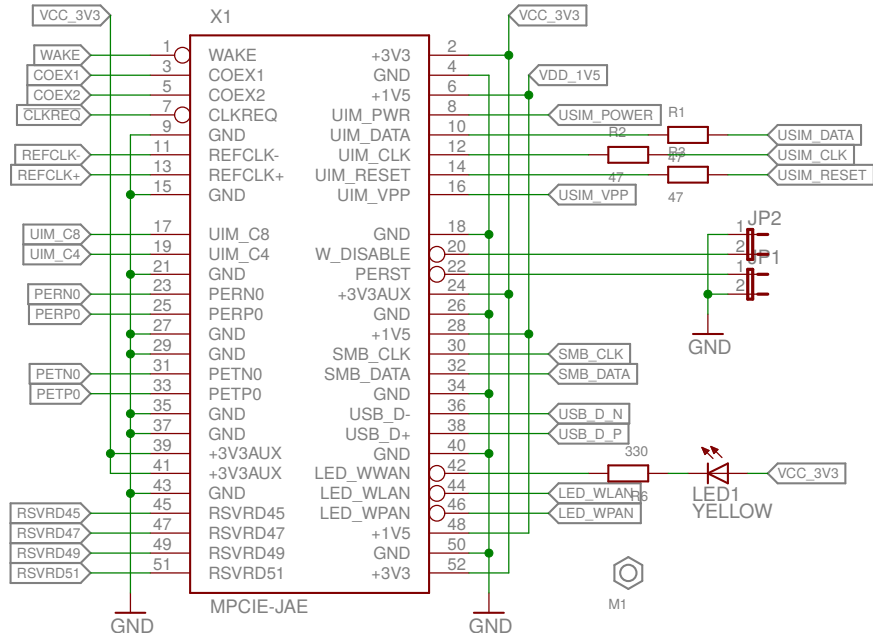 X1
VCC_3V3
VCC_3V3
WAKE 1 WAKE +3V3 2
COEX1 3 COEX1 GND 4 VDD_1V5
COEX2 5 COEX2 +1V5 6
CLKREQ 7 CLKREQ UIM_PWR 8 USIM_POWER R1
9 GND UIM_DATA 10 R2 USIM_DATA
REFCLK- 11 REFCLK- UIM_CLK 12 47 R3 USIM_CLK
REFCLK+ 13 REFCLK+ UIM_RESET 14 47 USIM_RESET
15 GND UIM_VPP 16 USIM_VPP 47
JP2
UIM_C8 17 UIM_C8 GND 18 1
UIM_C4 19 UIM_C4 W_DISABLE 20 2
JP1
21 GND PERST 22 1
PERN0 23 PERN0 +3V3AUX 24 2
PERP0 25 PERP0 GND 26
27 GND +1V5 28
GND
29 GND SMB_CLK 30 SMB_CLK
PETN0 31 PETN0 SMB_DATA 32 SMB_DATA
PETP0 33 PETP0 GND 34
35 GND USB_D- 36 USB_D_N
37 GND USB_D+ 38 USB_D_P
39 +3V3AUX GND 40 330
41 +3V3AUX LED_WWAN 42 VCC_3V3
43 GND LED_WLAN 44 LED_WLAN R6 LED1
RSVRD45 45 RSVRD45 LED_WPAN 46 LED_WPAN YELLOW
RSVRD47 47 RSVRD47 +1V5 48
RSVRD49 49 RSVRD49 GND 50
RSVRD51 51 RSVRD51 +3V3 52
MPCIE-JAE M1
GND GND